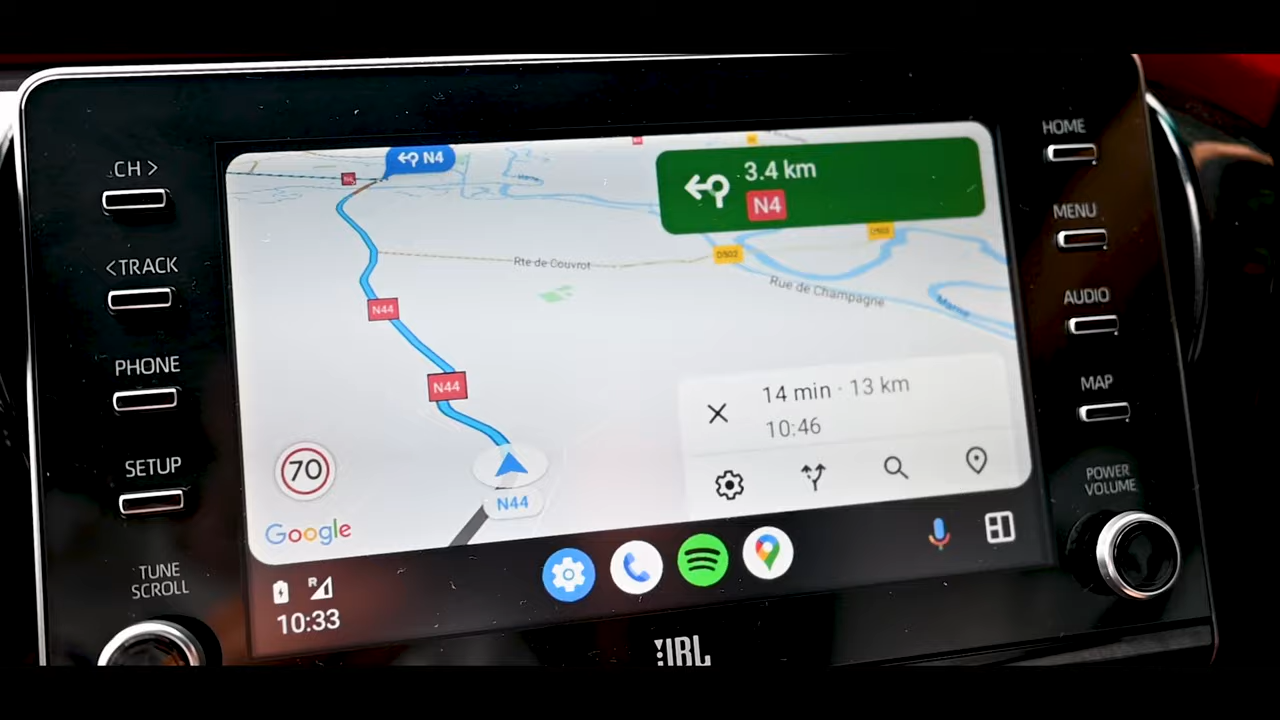 CH >
<TRACK
PHONE
SETUP
TUNE
SCROLL
N4
3.4 km
N4
D502
Rte de Couvrot
Rue de Champagne
Marne
N44
N44
14 min · 13 km
10:46
70
N44
Google
R
10:33
JBL
HOME
MENU
AUDIO
MAP
POWER
VOLUME